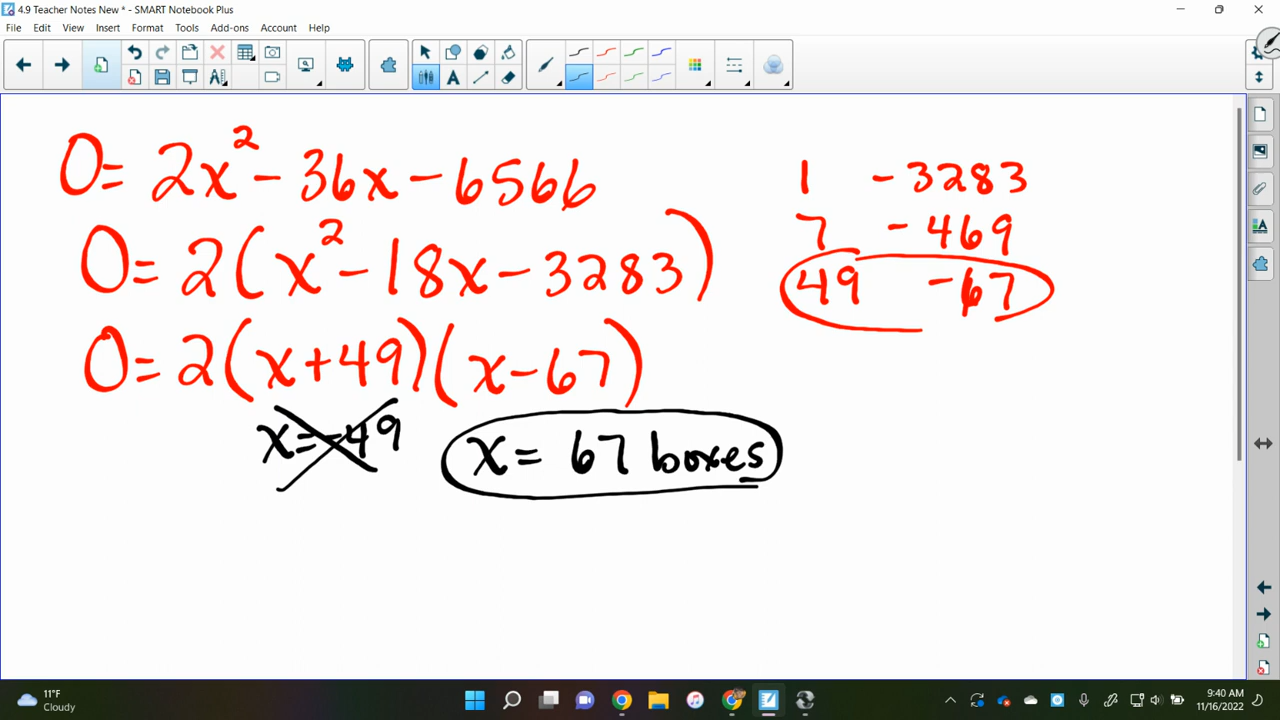 4.9 Teacher Notes New * - SMART Notebook Plus
File Edit View Insert Format Tools Add-ons Account Help
0= 2x² - 36x - 6566
0= 2(x² - 18x - 3283)
0= 2(x+49)(x-67)
x=-49 x= 67 boxes
1 -3283
7 -469
49 -67
11°F
Cloudy
9:40 AM
11/16/2022